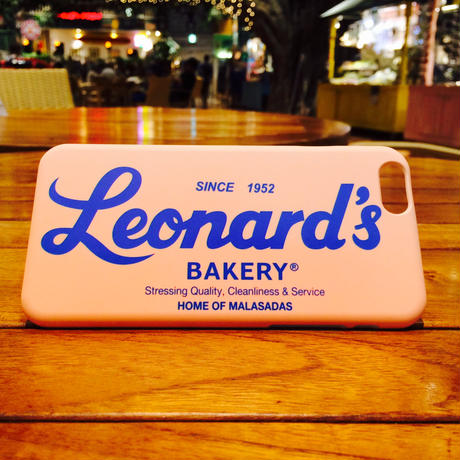 SINCE 1952
Leonard's
BAKERY®
Stressing Quality, Cleanliness & Service
HOME OF MALASADAS